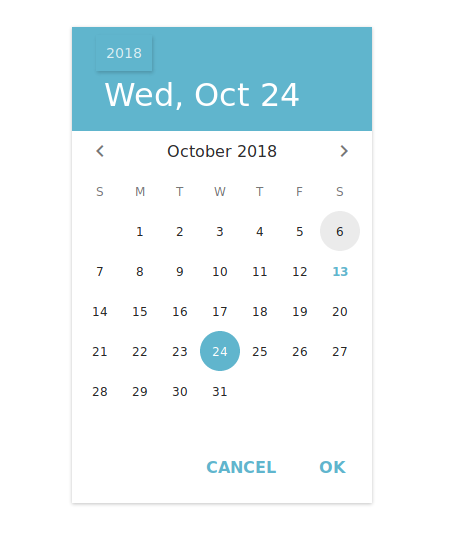 2018
Wed, Oct 24
October 2018
S M T W T F S
1 2 3 4 5 6
7 8 9 10 11 12 13
14 15 16 17 18 19 20
21 22 23 24 25 26 27
28 29 30 31
CANCEL OK